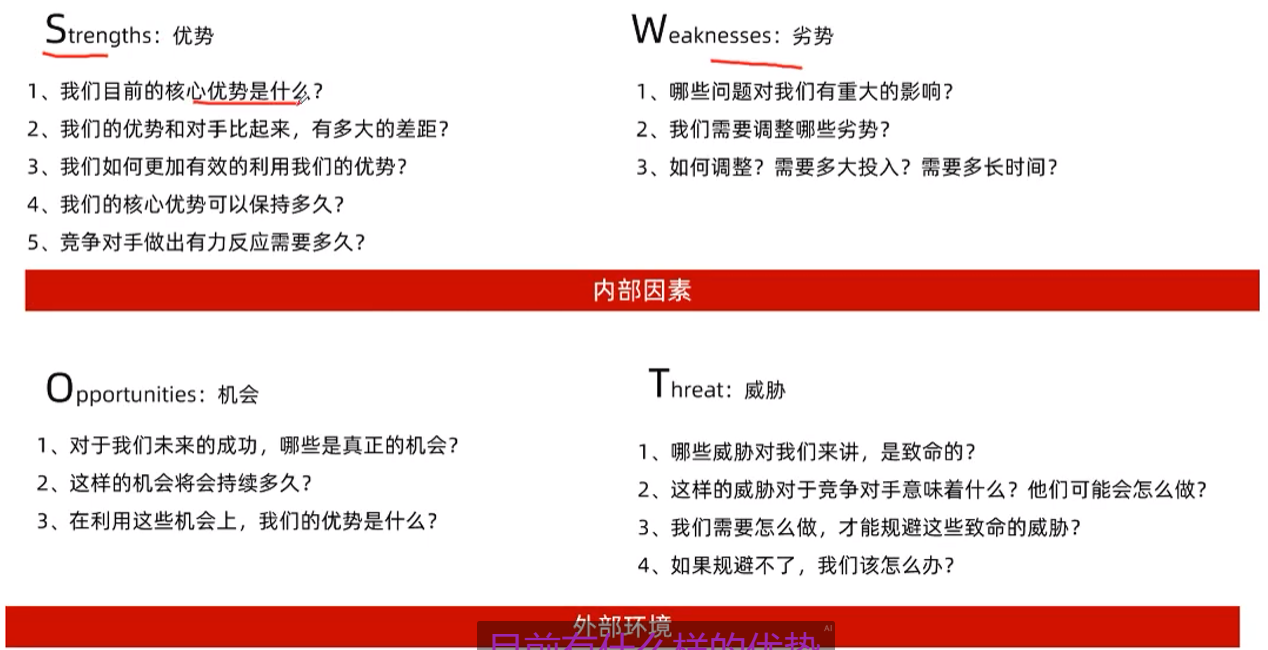 Strengths：优势
1、我们目前的核心优势是什么？
2、我们的优势和对手比起来，有多大的差距？
3、我们如何更加有效的利用我们的优势？
4、我们的核心优势可以保持多久？
5、竞争对手做出有力反应需要多久？
Weaknesses：劣势
1、哪些问题对我们有重大的影响？
2、我们需要调整哪些劣势？
3、如何调整？需要多大投入？需要多长时间？
内部因素
Opportunities：机会
1、对于我们未来的成功，哪些是真正的机会？
2、这样的机会将会持续多久？
3、在利用这些机会上，我们的优势是什么？
Threat：威胁
1、哪些威胁对我们来讲，是致命的？
2、这样的威胁对于竞争对手意味着什么？他们可能会怎么做？
3、我们需要怎么做，才能规避这些致命的威胁？
4、如果规避不了，我们该怎么办？
外部环境
AI
目前有什么样的优势